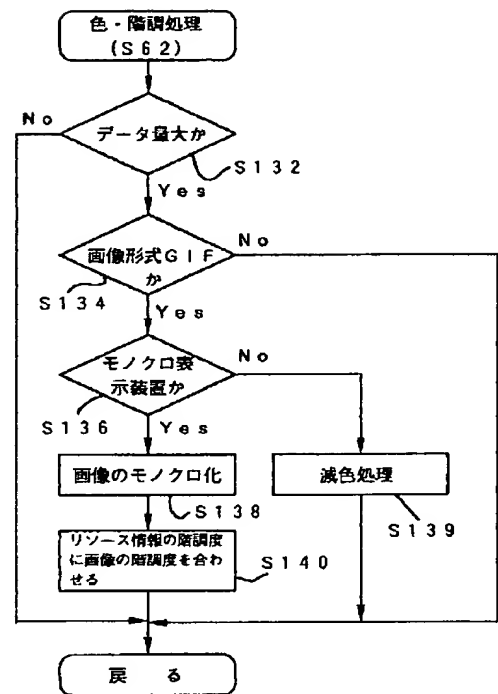 色・階調処理
(S62)
No
データ量大か
S132
Yes
画像形式GIF
か
No
S134
Yes
モノクロ表
示装置か
No
S136
Yes
画像のモノクロ化
減色処理
S138
S139
リソース情報の階調度
に画像の階調度を合わ
せる
S140
戻る